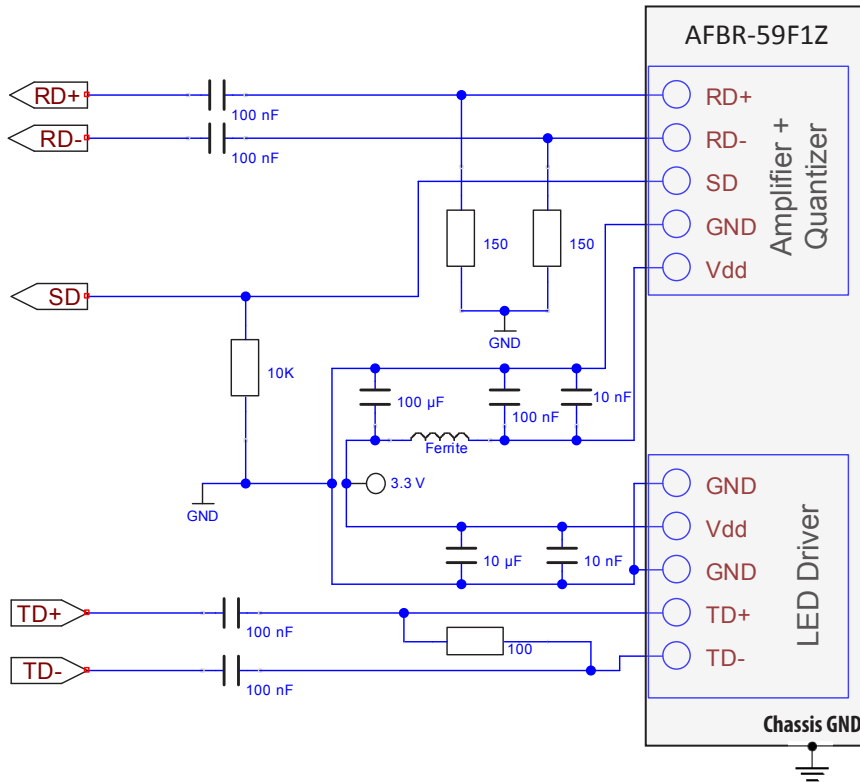 AFBR-59F1Z
RD+
100 nF
RD+
RD-
100 nF
RD-
SD
GND
Vdd
Amplifier +
Quantizer
150
150
SD
GND
10K
100 µF
100 nF
10 nF
Ferrite
GND
3.3 V
GND
Vdd
GND
TD+
TD-
LED Driver
10 µF
10 nF
TD+
100 nF
100
TD-
100 nF
Chassis GND